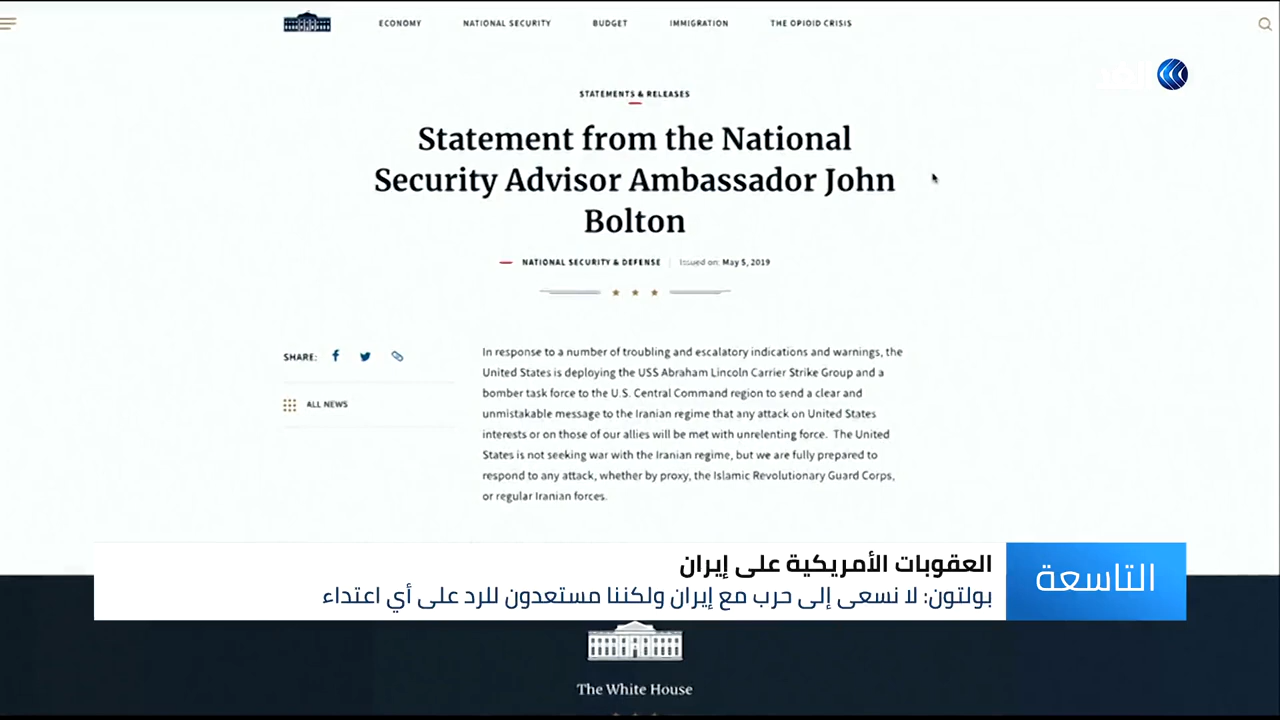 ECONOMY NATIONAL SECURITY BUDGET IMMIGRATION THE OPIOID CRISIS
STATEMENTS & RELEASES
Statement from the National
Security Advisor Ambassador John
Bolton
NATIONAL SECURITY & DEFENSE | Issued on: May 5, 2019
SHARE:
ALL NEWS
In response to a number of troubling and escalatory indications and warnings, the
United States is deploying the USS Abraham Lincoln Carrier Strike Group and a
bomber task force to the U.S. Central Command region to send a clear and
unmistakable message to the Iranian regime that any attack on United States
interests or on those of our allies will be met with unrelenting force. The United
States is not seeking war with the Iranian regime, but we are fully prepared to
respond to any attack, whether by proxy, the Islamic Revolutionary Guard Corps,
or regular Iranian forces.
التاسعة
العقوبات الأمريكية على إيران
بولتون: لا نسعى إلى حرب مع إيران ولكننا مستعدون للرد على أي اعتداء
The White House